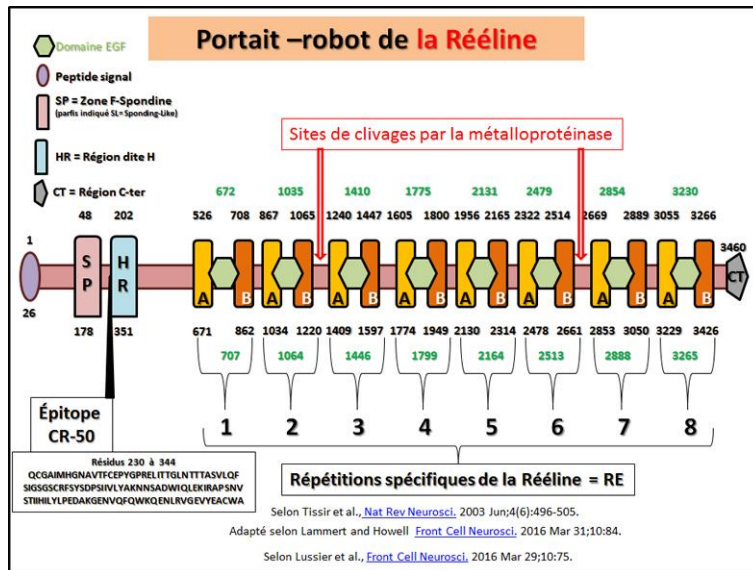 Portait –robot de la Rééline
Domaine EGF
Peptide signal
SP = Zone F-Spondine
(parfis indiqué SL= Sponding-Like)
HR = Région dite H
CT = Région C-ter
Sites de clivages par la métalloprotéinase
672 1035 1410 1775 2131 2479 2854 3230
48 202 526 708 867 1065 1240 1447 1605 1800 1956 2165 2322 2514 2669 2889 3055 3266
1 3460
SP HR A B A B A B A B A B A B A B A B CT
26
178 351 671 862 1034 1220 1409 1597 1774 1949 2130 2314 2478 2661 2853 3050 3229 3426
707 1064 1446 1799 2164 2513 2888 3265
1 2 3 4 5 6 7 8
Épitope
CR-50
Résidus 230 à 344
QCGAIMHGNAVTFCEPYGPRELITTGLNTTTASVLQF
SIGSGSCRFSYSDPSIIVLYAKNNSADWIQLEKIRAPSNV
STIIHILYLPEDAKGENVQFQWKQENLRVGEVYEACWA
Répétitions spécifiques de la Rééline = RE
Selon Tissir et al., Nat Rev Neurosci. 2003 Jun;4(6):496-505.
Adapté selon Lammert and Howell Front Cell Neurosci. 2016 Mar 31;10:84.
Selon Lussier et al., Front Cell Neurosci. 2016 Mar 29;10:75.